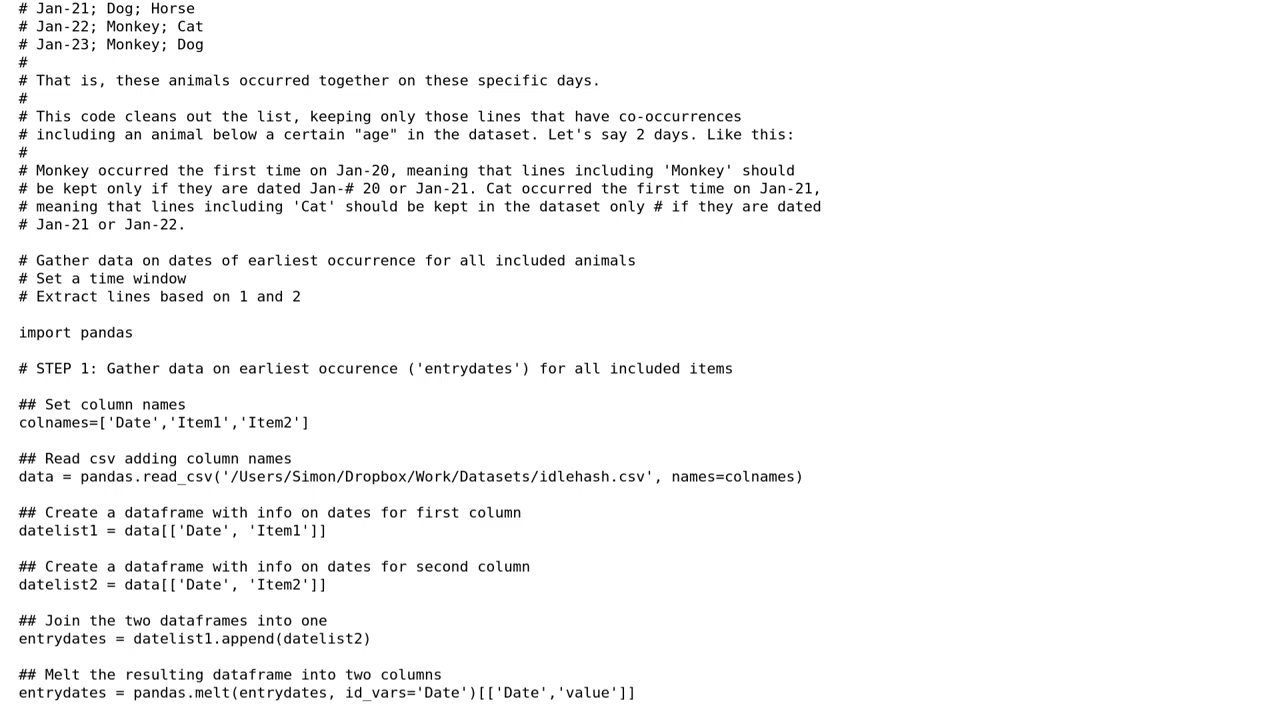 # Jan-21; Dog; Horse
# Jan-22; Monkey; Cat
# Jan-23; Monkey; Dog
#
# That is, these animals occurred together on these specific days.
#
# This code cleans out the list, keeping only those lines that have co-occurrences
# including an animal below a certain "age" in the dataset. Let's say 2 days. Like this:
#
# Monkey occurred the first time on Jan-20, meaning that lines including 'Monkey' should
# be kept only if they are dated Jan-# 20 or Jan-21. Cat occurred the first time on Jan-21,
# meaning that lines including 'Cat' should be kept in the dataset only # if they are dated
# Jan-21 or Jan-22.

# Gather data on dates of earliest occurrence for all included animals
# Set a time window
# Extract lines based on 1 and 2

import pandas

# STEP 1: Gather data on earliest occurence ('entrydates') for all included items

## Set column names
colnames=['Date','Item1','Item2']

## Read csv adding column names
data = pandas.read_csv('/Users/Simon/Dropbox/Work/Datasets/idlehash.csv', names=colnames)

## Create a dataframe with info on dates for first column
datelist1 = data[['Date', 'Item1']]

## Create a dataframe with info on dates for second column
datelist2 = data[['Date', 'Item2']]

## Join the two dataframes into one
entrydates = datelist1.append(datelist2)

## Melt the resulting dataframe into two columns
entrydates = pandas.melt(entrydates, id_vars='Date')[['Date','value']]